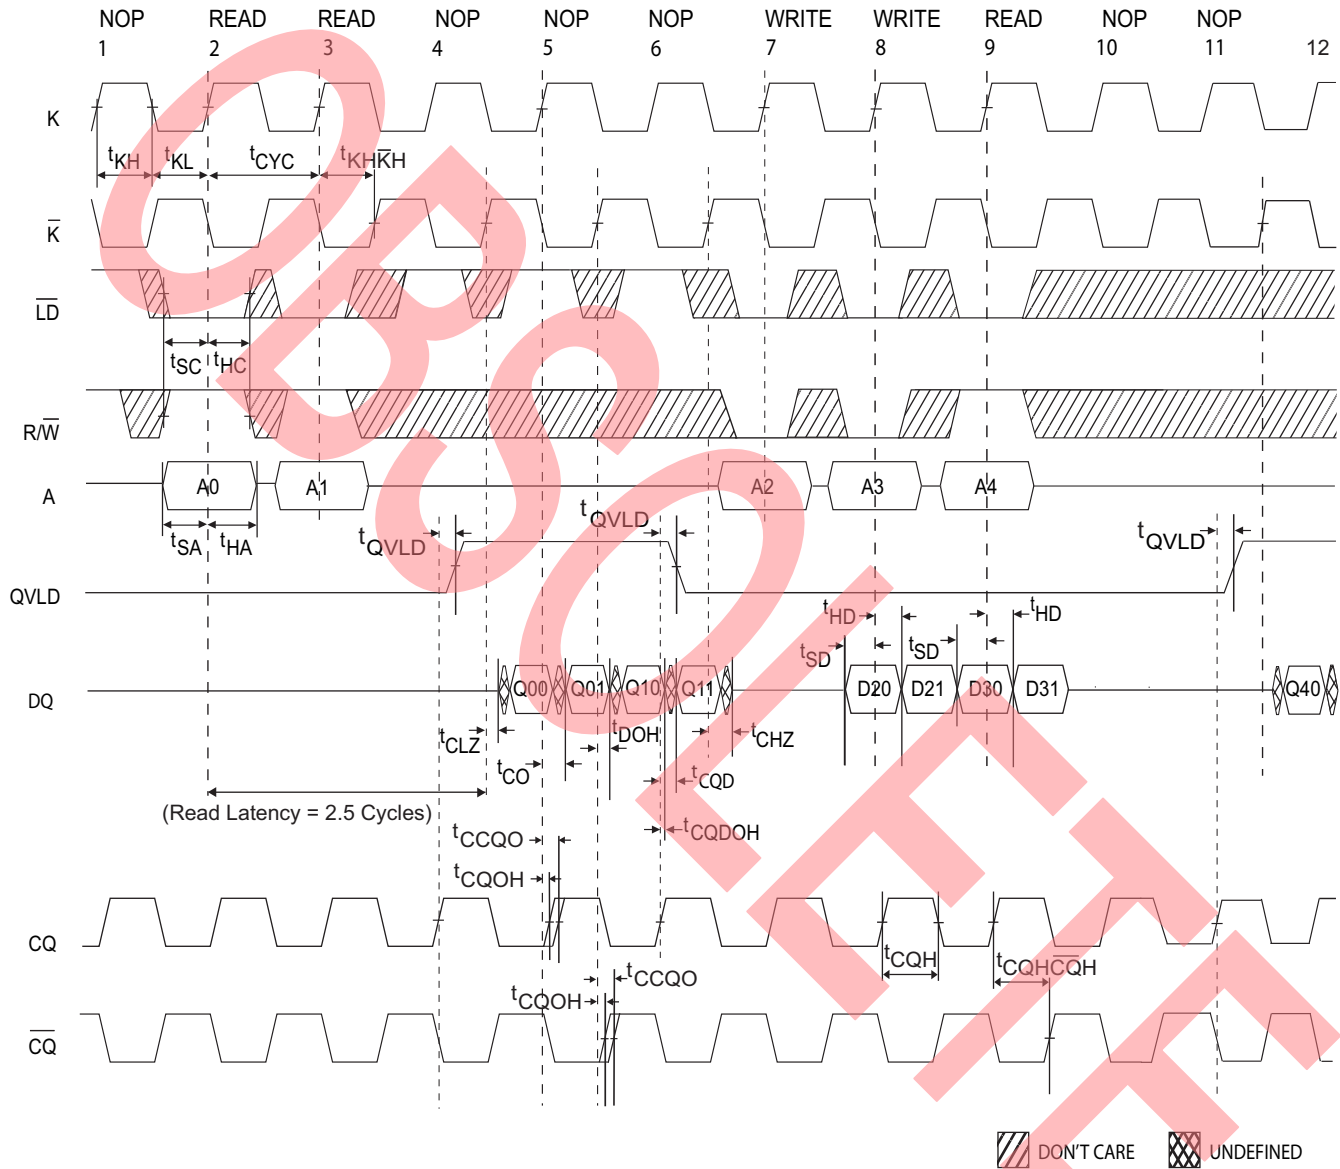 NOP READ READ NOP NOP NOP WRITE WRITE READ NOP NOP
1 2 3 4 5 6 7 8 9 10 11 12
K
tKH tKL tCYC tKHK̅H
K̅
L̅D̅
tSC tHC
R/W̅
A A0 A1 A2 A3 A4
tSA tHA tQVLD tQVLD tQVLD
QVLD
tHD tHD
tSD tSD
DQ Q00 Q01 Q10 Q11 D20 D21 D30 D31 Q40
tCLZ tDOH tCHZ
tCO tCQD
(Read Latency = 2.5 Cycles)
tCQDOH
tCCQO
tCQOH
CQ
tCQH tCQHC̅Q̅H
tCCQO
tCQOH
C̅Q̅
DON'T CARE UNDEFINED
OBSOLETE